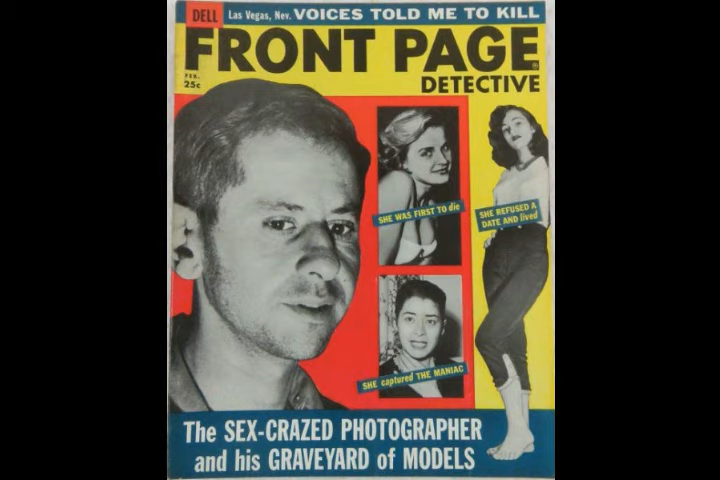 DELL
Las Vegas, Nev. VOICES TOLD ME TO KILL
FRONT PAGE®
DETECTIVE
FEB.
25c
SHE WAS FIRST TO die
SHE REFUSED A
DATE AND lived
SHE captured THE MANIAC
The SEX-CRAZED PHOTOGRAPHER
and his GRAVEYARD of MODELS